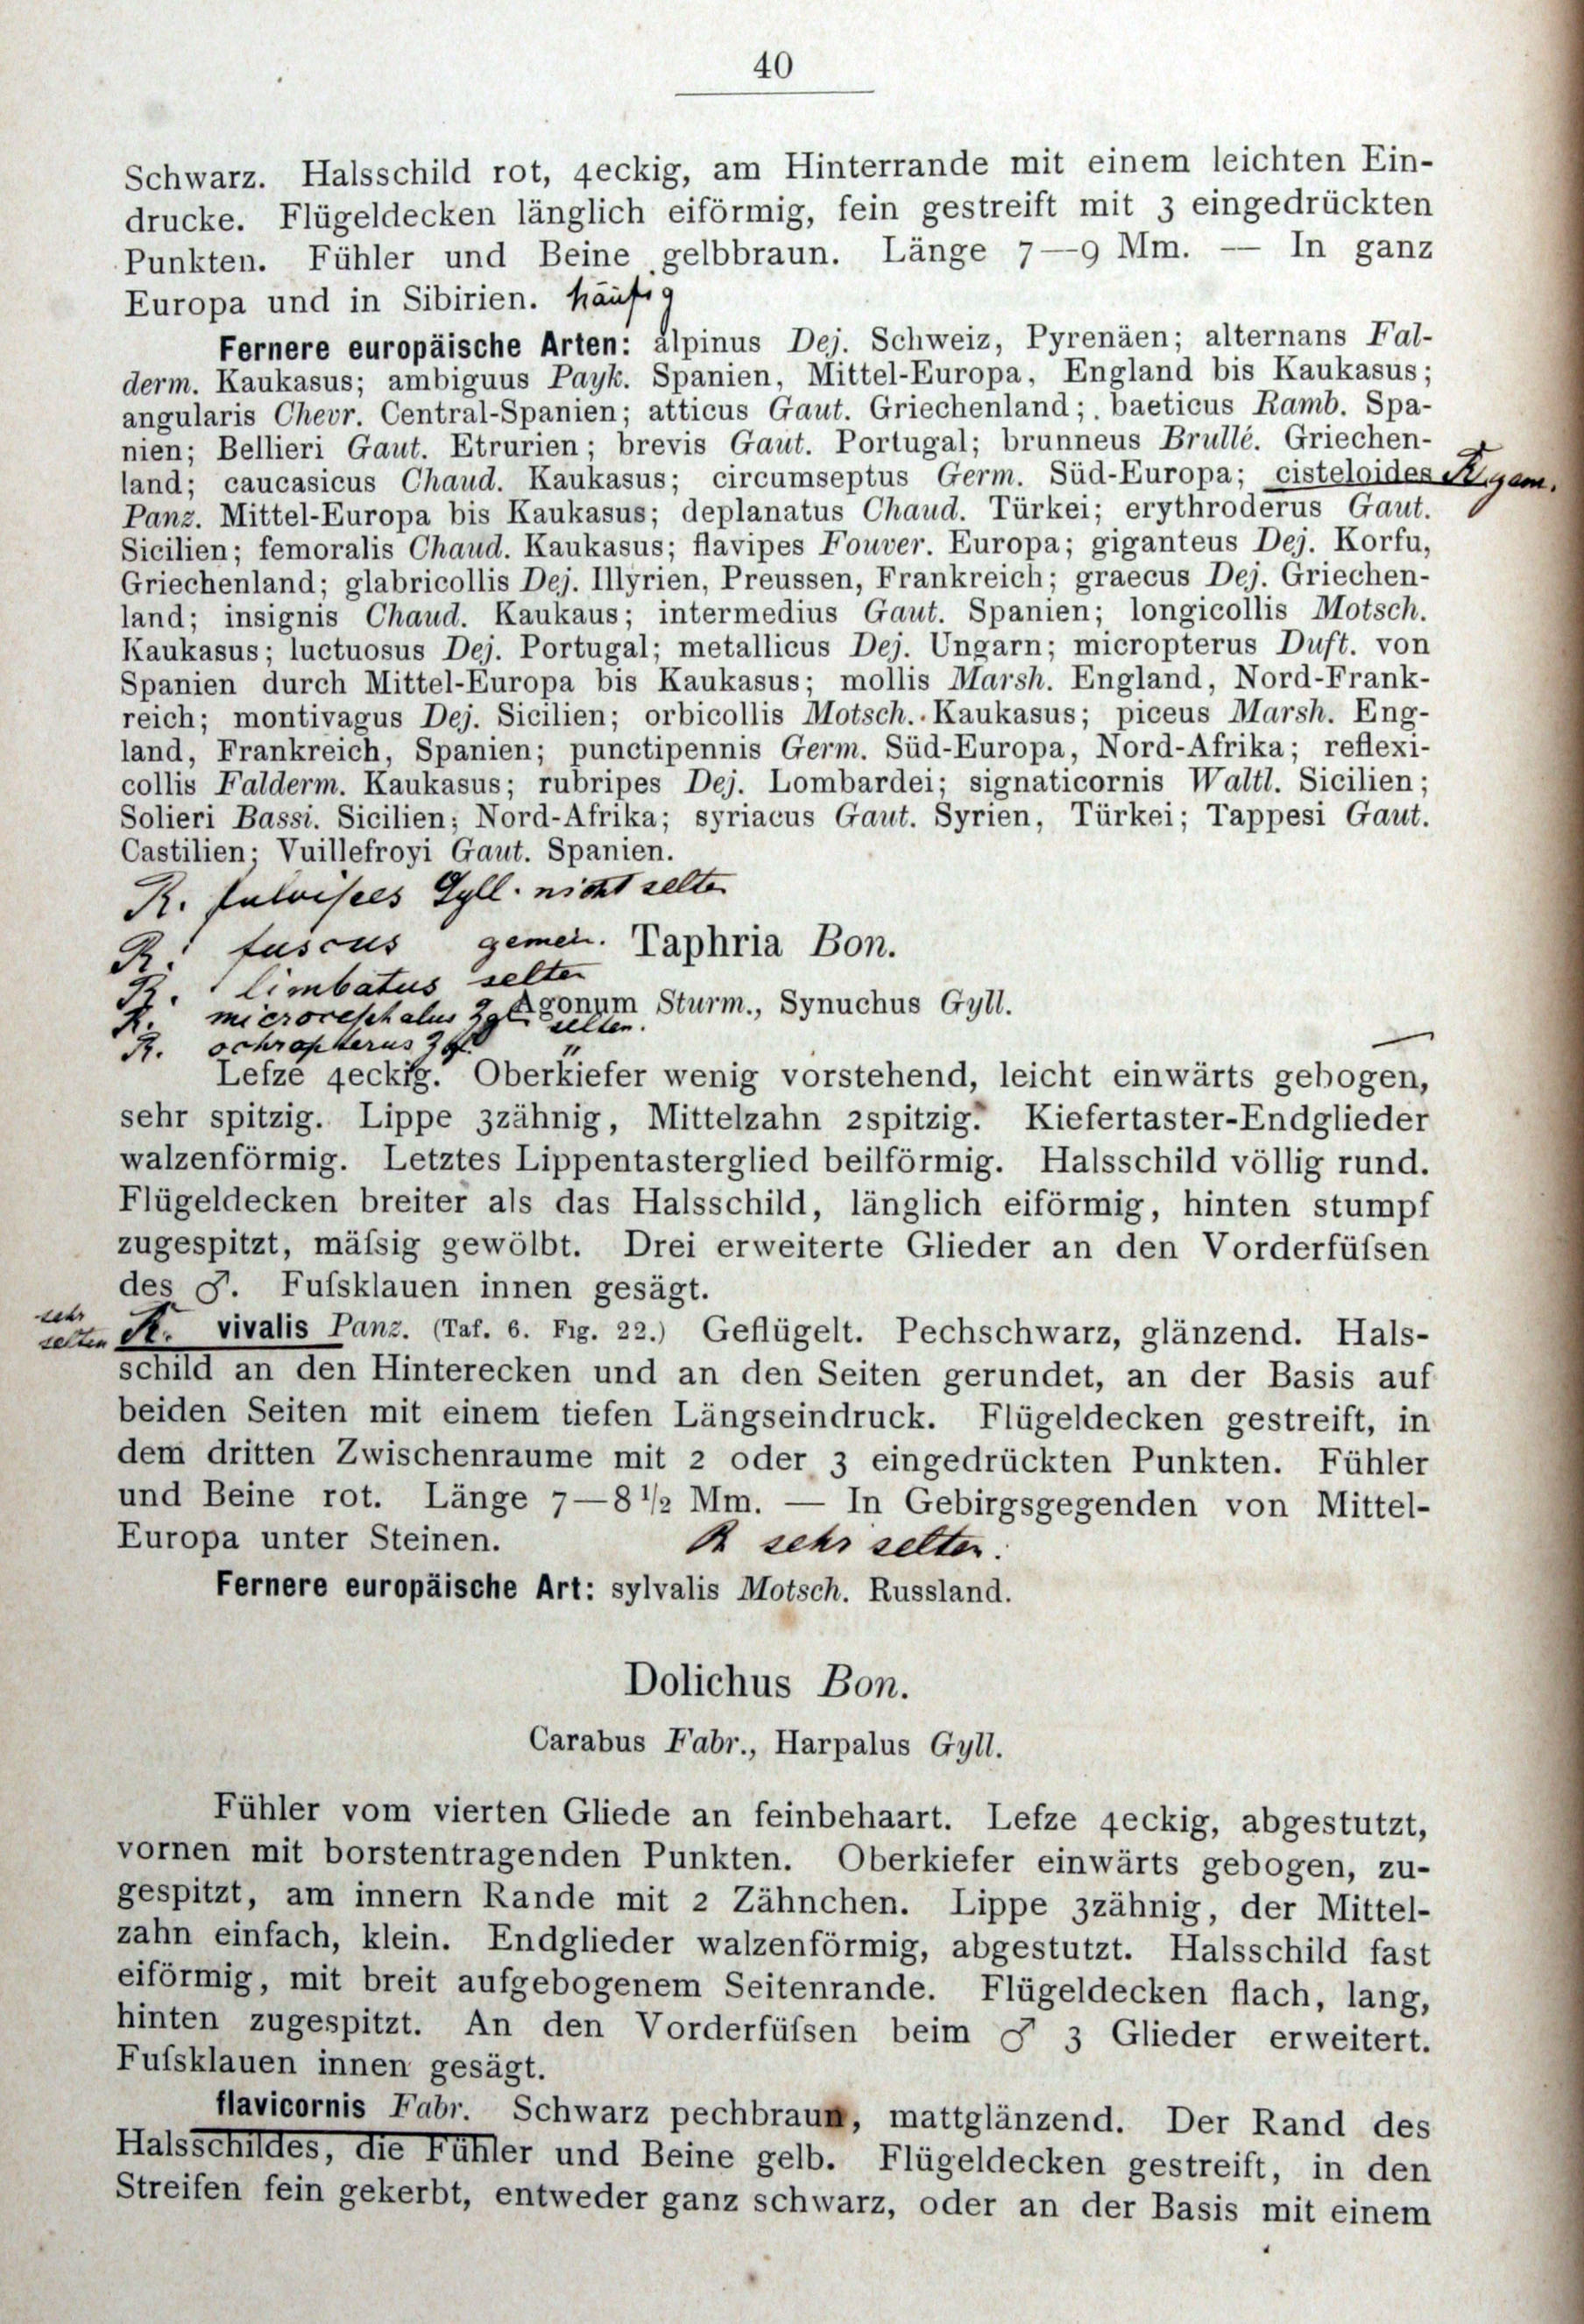 40
Schwarz. Halsschild rot, 4eckig, am Hinterrande mit einem leichten Ein-
drucke. Flügeldecken länglich eiförmig, fein gestreift mit 3 eingedrückten
Punkten. Fühler und Beine gelbbraun. Länge 7—9 Mm. — In ganz
Europa und in Sibirien. häufig
Fernere europäische Arten: alpinus Dej. Schweiz, Pyrenäen; alternans Fal-
derm. Kaukasus; ambiguus Payk. Spanien, Mittel-Europa, England bis Kaukasus;
angularis Chevr. Central-Spanien; atticus Gaut. Griechenland; baeticus Ramb. Spa-
nien; Bellieri Gaut. Etrurien; brevis Gaut. Portugal; brunneus Brullé. Griechen-
land; caucasicus Chaud. Kaukasus; circumseptus Germ. Süd-Europa; cisteloides R. gem.
Panz. Mittel-Europa bis Kaukasus; deplanatus Chaud. Türkei; erythroderus Gaut.
Sicilien; femoralis Chaud. Kaukasus; flavipes Fouver. Europa; giganteus Dej. Korfu,
Griechenland; glabricollis Dej. Illyrien, Preussen, Frankreich; graecus Dej. Griechen-
land; insignis Chaud. Kaukaus; intermedius Gaut. Spanien; longicollis Motsch.
Kaukasus; luctuosus Dej. Portugal; metallicus Dej. Ungarn; micropterus Duft. von
Spanien durch Mittel-Europa bis Kaukasus; mollis Marsh. England, Nord-Frank-
reich; montivagus Dej. Sicilien; orbicollis Motsch. Kaukasus; piceus Marsh. Eng-
land, Frankreich, Spanien; punctipennis Germ. Süd-Europa, Nord-Afrika; reflexi-
collis Falderm. Kaukasus; rubripes Dej. Lombardei; signaticornis Waltl. Sicilien;
Solieri Bassi. Sicilien; Nord-Afrika; syriacus Gaut. Syrien, Türkei; Tappesi Gaut.
Castilien; Vuillefroyi Gaut. Spanien.
R. fulvipes Gyll. nicht selten
R. fuscus gemein. Taphria Bon.
R. limbatus selten
R. microcephalus Agonum Sturm., Synuchus Gyll.
selten.
R. ochropterus
Lefze 4eckig. Oberkiefer wenig vorstehend, leicht einwärts gebogen,
sehr spitzig. Lippe 3zähnig, Mittelzahn 2spitzig. Kiefertaster-Endglieder
walzenförmig. Letztes Lippentasterglied beilförmig. Halsschild völlig rund.
Flügeldecken breiter als das Halsschild, länglich eiförmig, hinten stumpf
zugespitzt, mäſsig gewölbt. Drei erweiterte Glieder an den Vorderfüſsen
des ♂. Fuſsklauen innen gesägt.
sehr
selten R. vivalis Panz. (Taf. 6. Fig. 22.) Geflügelt. Pechschwarz, glänzend. Hals-
schild an den Hinterecken und an den Seiten gerundet, an der Basis auf
beiden Seiten mit einem tiefen Längseindruck. Flügeldecken gestreift, in
dem dritten Zwischenraume mit 2 oder 3 eingedrückten Punkten. Fühler
und Beine rot. Länge 7—8 ½ Mm. — In Gebirgsgegenden von Mittel-
Europa unter Steinen. R sehr selten.
Fernere europäische Art: sylvalis Motsch. Russland.
Dolichus Bon.
Carabus Fabr., Harpalus Gyll.
Fühler vom vierten Gliede an feinbehaart. Lefze 4eckig, abgestutzt,
vornen mit borstentragenden Punkten. Oberkiefer einwärts gebogen, zu-
gespitzt, am innern Rande mit 2 Zähnchen. Lippe 3zähnig, der Mittel-
zahn einfach, klein. Endglieder walzenförmig, abgestutzt. Halsschild fast
eiförmig, mit breit aufgebogenem Seitenrande. Flügeldecken flach, lang,
hinten zugespitzt. An den Vorderfüſsen beim ♂ 3 Glieder erweitert.
Fuſsklauen innen gesägt.
flavicornis Fabr. Schwarz pechbraun, mattglänzend. Der Rand des
Halsschildes, die Fühler und Beine gelb. Flügeldecken gestreift, in den
Streifen fein gekerbt, entweder ganz schwarz, oder an der Basis mit einem